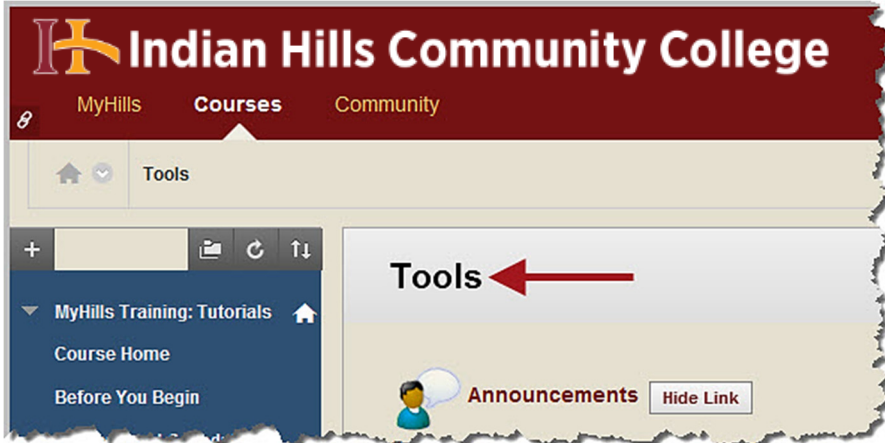 Indian Hills Community College
MyHills Courses Community
Tools
Tools
MyHills Training: Tutorials
Course Home
Before You Begin
Announcements Hide Link